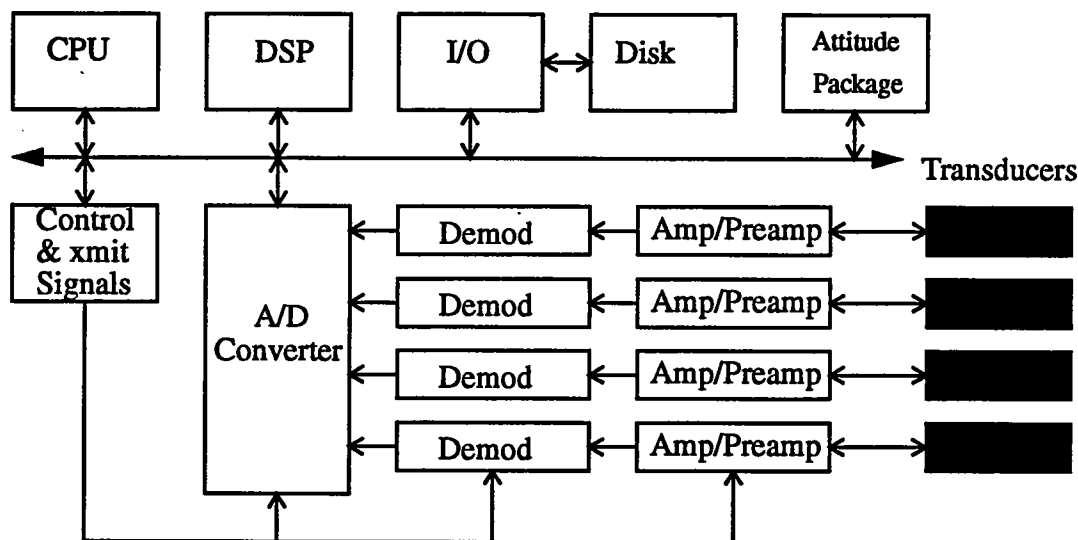 CPU
DSP
I/O
Disk
Attitude
Package
Transducers
Control
& xmit
Signals
A/D
Converter
Demod
Amp/Preamp
Demod
Amp/Preamp
Demod
Amp/Preamp
Demod
Amp/Preamp